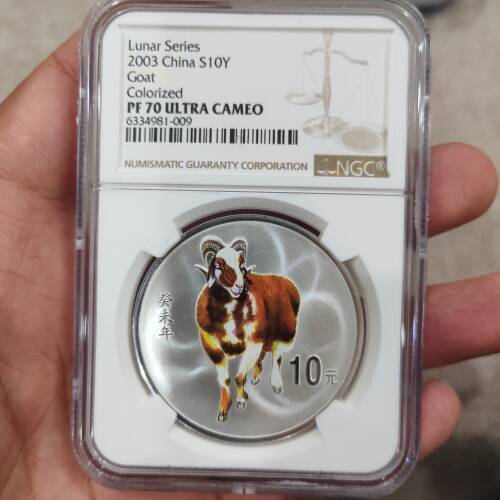 Lunar Series
2003 China S10Y
Goat
Colorized
PF 70 ULTRA CAMEO
6334981-009
NUMISMATIC GUARANTY CORPORATION
NGC®
癸未年
10元